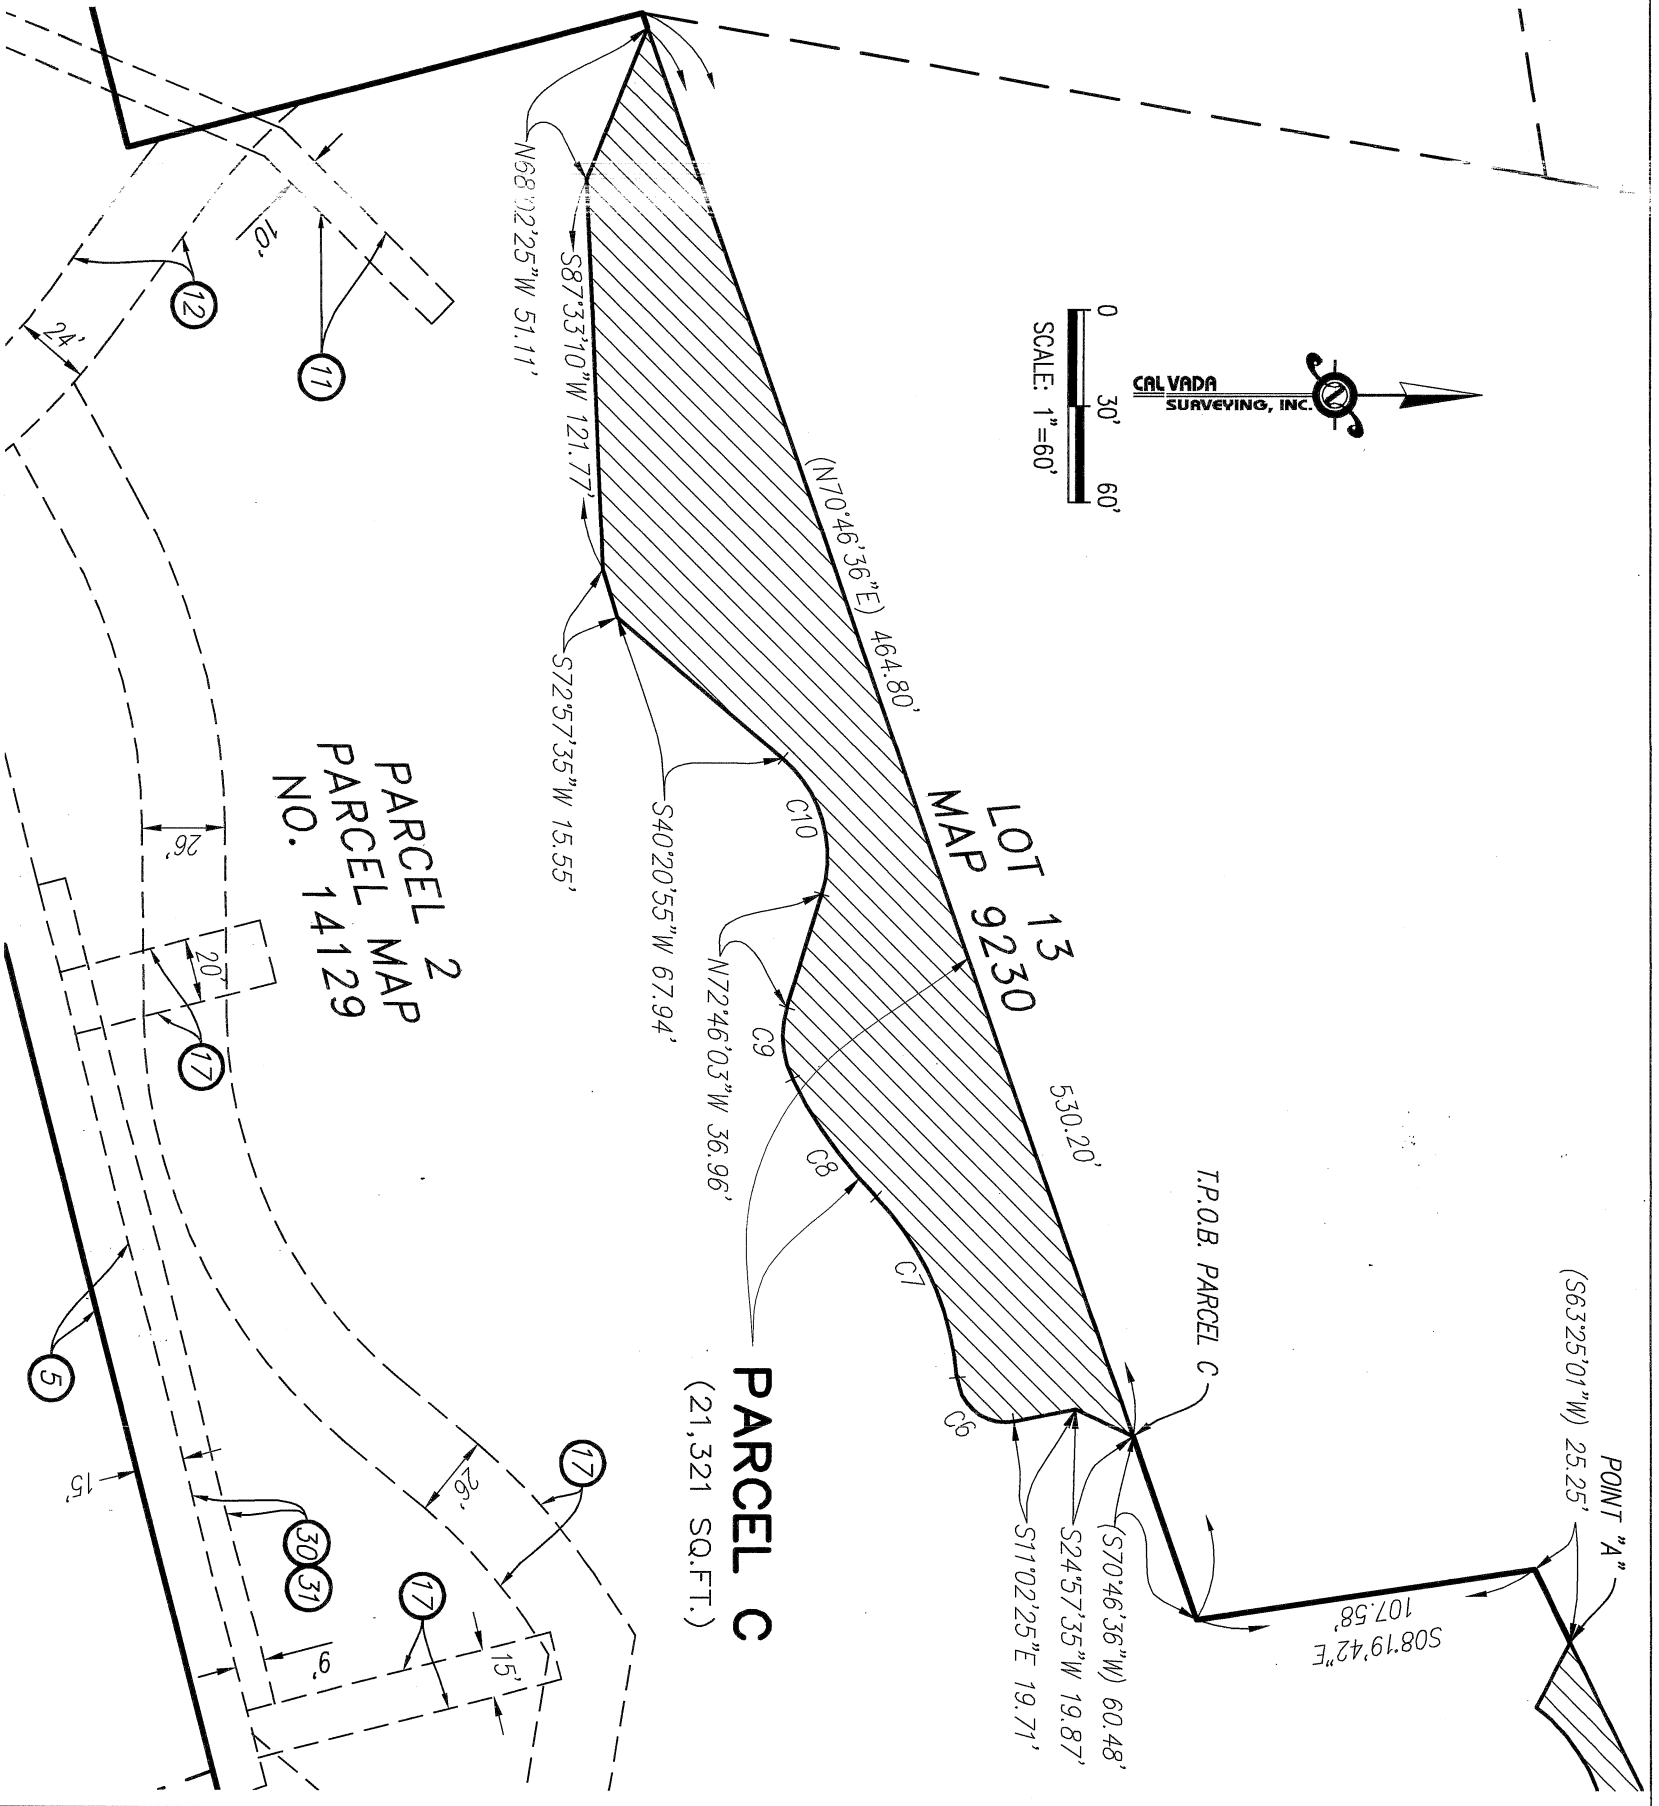 POINT "A"
(S63°25'01"W) 25.25'
S08°19'42"E
107.58'
T.P.O.B. PARCEL C
(S70°46'36"W) 60.48'
S24°57'35"W 19.87'
S11°02'25"E 19.71'
530.20'
CAL VADA
SURVEYING, INC.
0 30' 60'
SCALE: 1"=60'
LOT 13
MAP 9230
(N70°46'36"E) 464.80'
PARCEL C
(21,321 SQ.FT.)
C6
C7
C8
C9
C10
N72°46'03"W 36.96'
S40°20'55"W 67.94'
S72°57'35"W 15.55'
S87°33'10"W 121.77'
51.11'
PARCEL 2
PARCEL MAP
NO. 14129
10'
11
12
24'
26'
20'
17
17
26'
17
15'
30
31
9'
5
15'